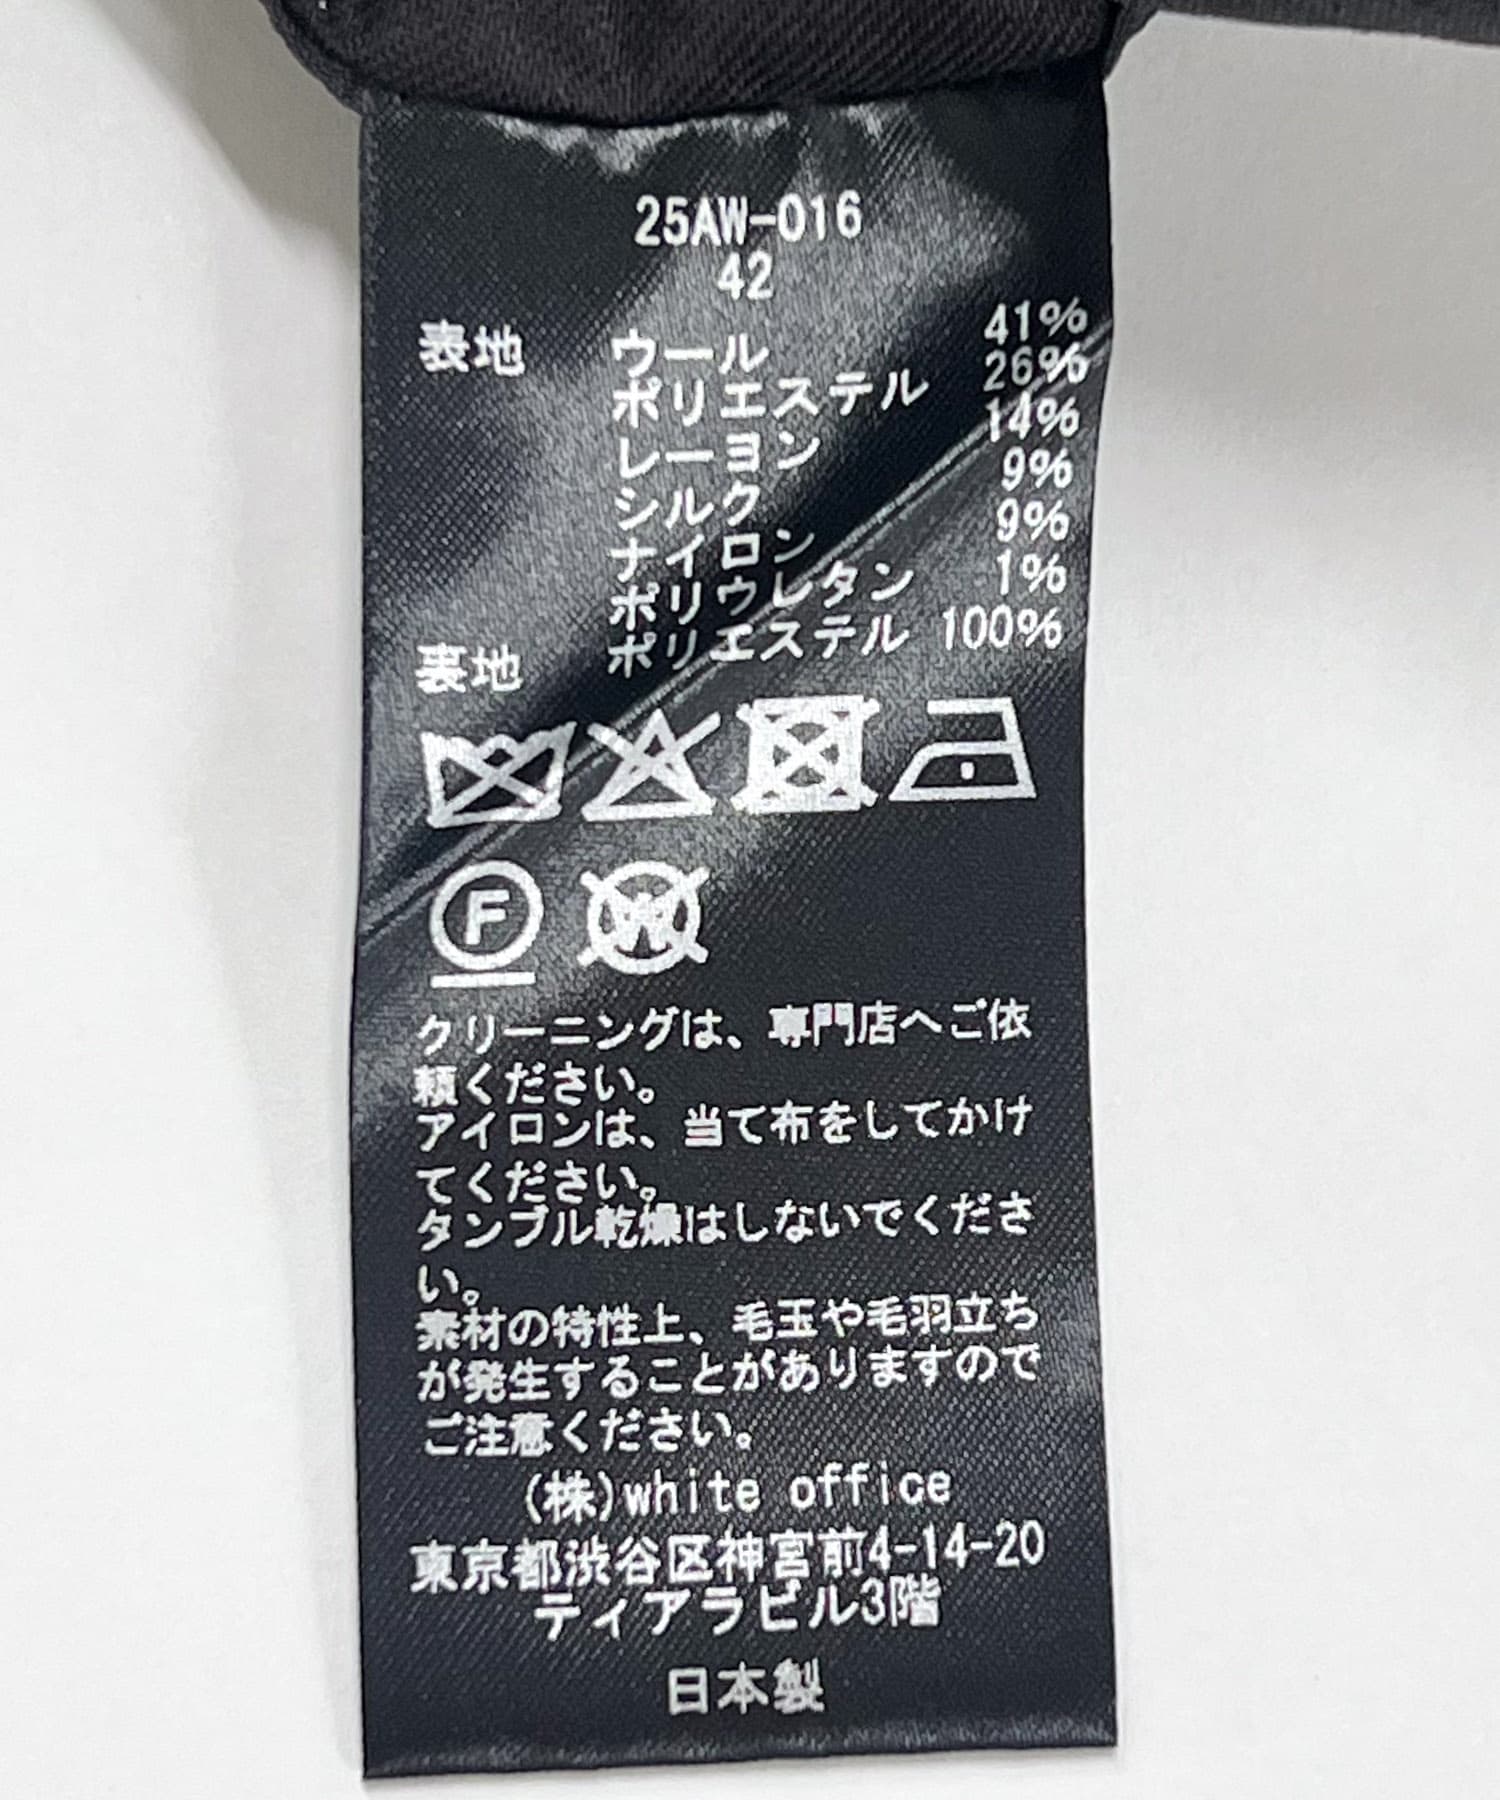 25AW-016
42
表地 ウール 41%
ポリエステル 26%
レーヨン 14%
シルク 9%
ナイロン 9%
ポリウレタン 1%
裏地 ポリエステル 100%
F
W
クリーニングは、専門店へご依
頼ください。
アイロンは、当て布をしてかけ
てください。
タンブル乾燥はしないでくださ
い。
素材の特性上、毛玉や毛羽立ち
が発生することがありますので
ご注意ください。
(株)white office
東京都渋谷区神宮前4-14-20
ティアラビル3階
日本製